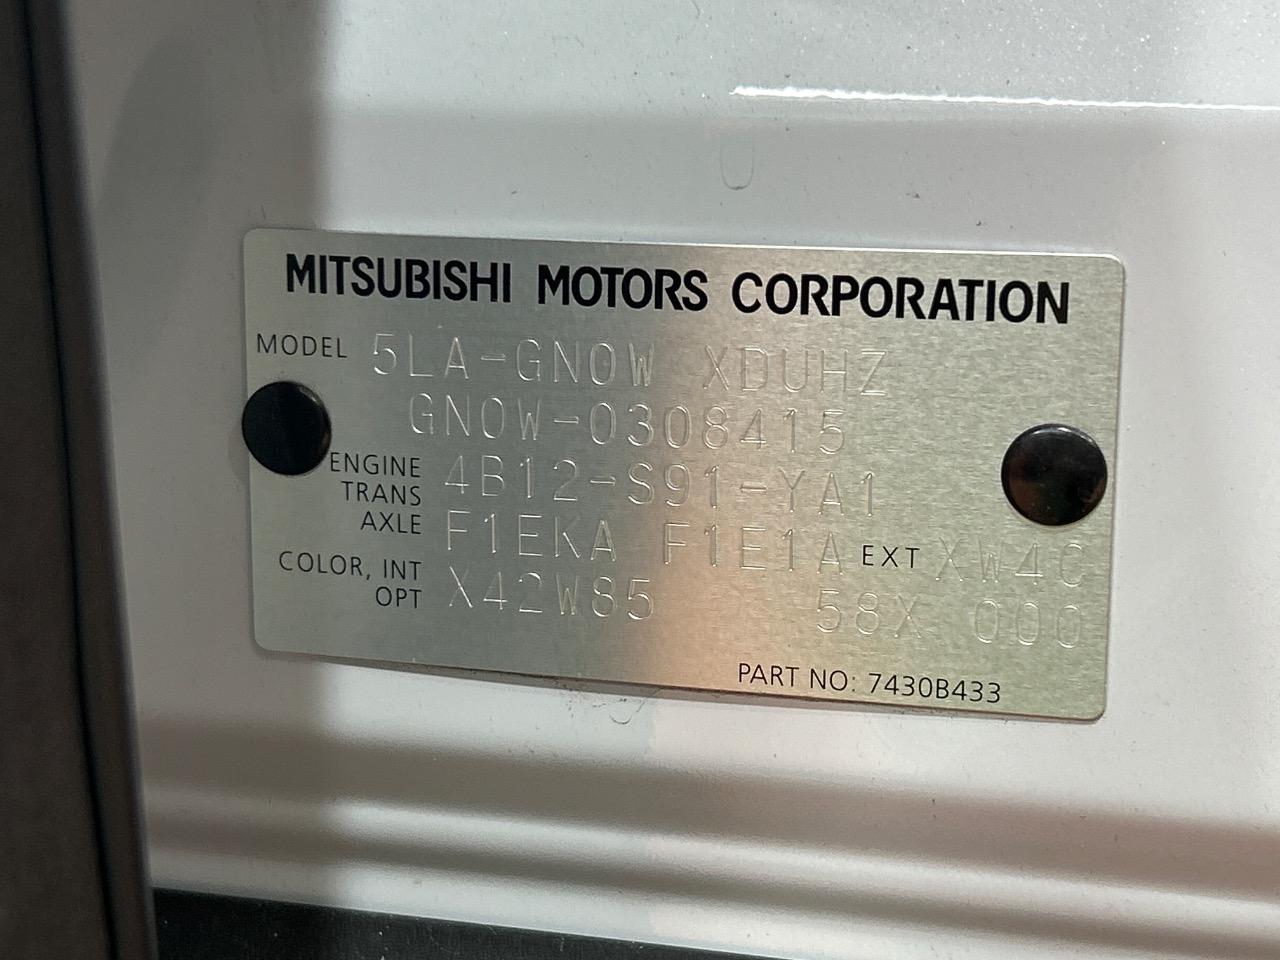 MITSUBISHI MOTORS CORPORATION
MODEL 5LA-GN0W XDUHZ
GN0W-0308415
ENGINE 4B12-S91-YA1
TRANS
AXLE F1EKA F1E1A EXT XW4C
COLOR, INT X42W85 58X 000
OPT
PART NO: 7430B433